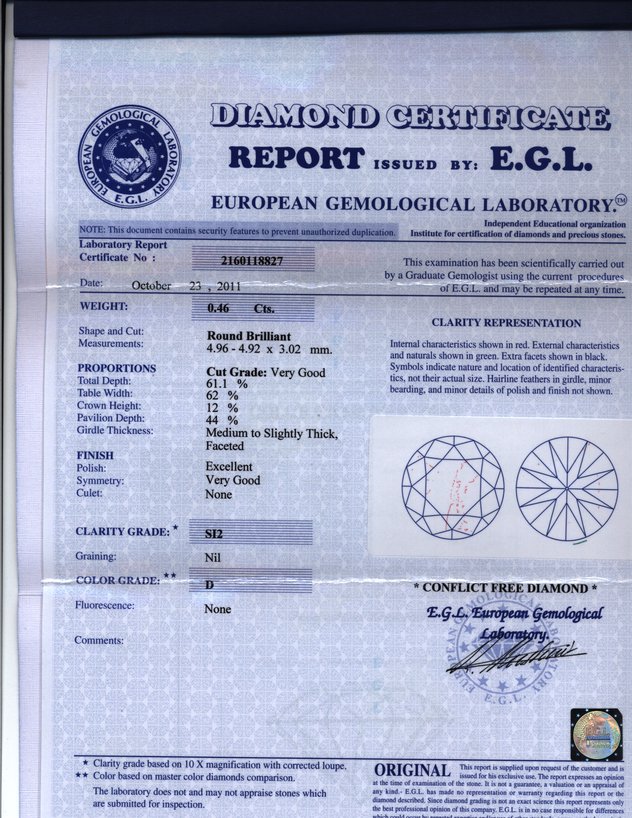 DIAMOND CERTIFICATE
REPORT ISSUED BY: E.G.L.
EUROPEAN GEMOLOGICAL LABORATORY.™
EUROPEAN GEMOLOGICAL LABORATORY
E.G.L.
NOTE: This document contains security features to prevent unauthorized duplication.
Independent Educational organization
Institute for certification of diamonds and precious stones.
Laboratory Report
Certificate No : 2160118827
Date: October 23 , 2011
This examination has been scientifically carried out
by a Graduate Gemologist using the current procedures
of E.G.L. and may be repeated at any time.
WEIGHT: 0.46 Cts.
Shape and Cut: Round Brilliant
Measurements: 4.96 - 4.92 x 3.02 mm.
PROPORTIONS Cut Grade: Very Good
Total Depth: 61.1 %
Table Width: 62 %
Crown Height: 12 %
Pavilion Depth: 44 %
Girdle Thickness: Medium to Slightly Thick,
Faceted
FINISH
Polish: Excellent
Symmetry: Very Good
Culet: None
CLARITY GRADE: * SI2
Graining: Nil
COLOR GRADE: ** D
Fluorescence: None
Comments:
CLARITY REPRESENTATION
Internal characteristics shown in red. External characteristics
and naturals shown in green. Extra facets shown in black.
Symbols indicate nature and location of identified characteris-
tics, not their actual size. Hairline feathers in girdle, minor
bearding, and minor details of polish and finish not shown.
* CONFLICT FREE DIAMOND *
E.G.L. European Gemological
Laboratory.
E.G.L.
★ Clarity grade based on 10 X magnification with corrected loupe.
★★ Color based on master color diamonds comparison.
The laboratory does not and may not appraise stones which
are submitted for inspection.
ORIGINAL This report is supplied upon request of the customer and is
issued for his exclusive use. The report expresses an opinion
at the time of examination of the stone. It is not a guarantee, a valuation or an appraisal of
any kind.- E.G.L. has made no representation or warranty regarding this report or the
diamond described. Since diamond grading is not an exact science this report represents only
the best professional opinion of this company. E.G.L. is in no case responsible for differences